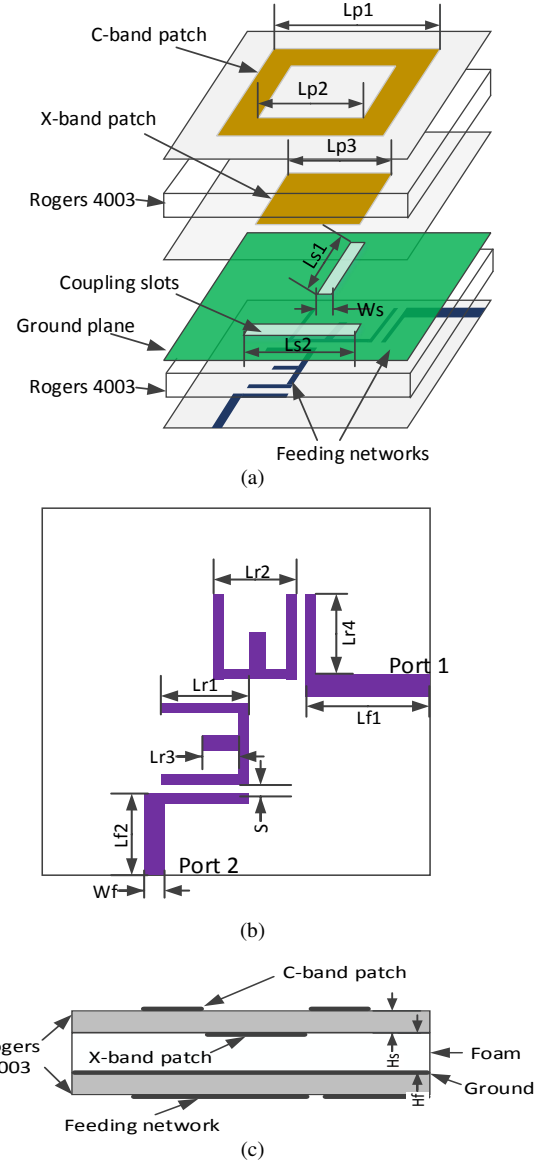 Lp1
C-band patch
Lp2
X-band patch
Lp3
Rogers 4003
Ls1
Coupling slots
Ws
Ground plane
Ls2
Rogers 4003
Feeding networks
(a)
Lr2
Lr4
Port 1
Lr1
Lf1
Lr3
S
Lf2
Port 2
Wf
(b)
C-band patch
ogers
003
Hs
X-band patch
Foam
Hf
Ground
Feeding network
(c)